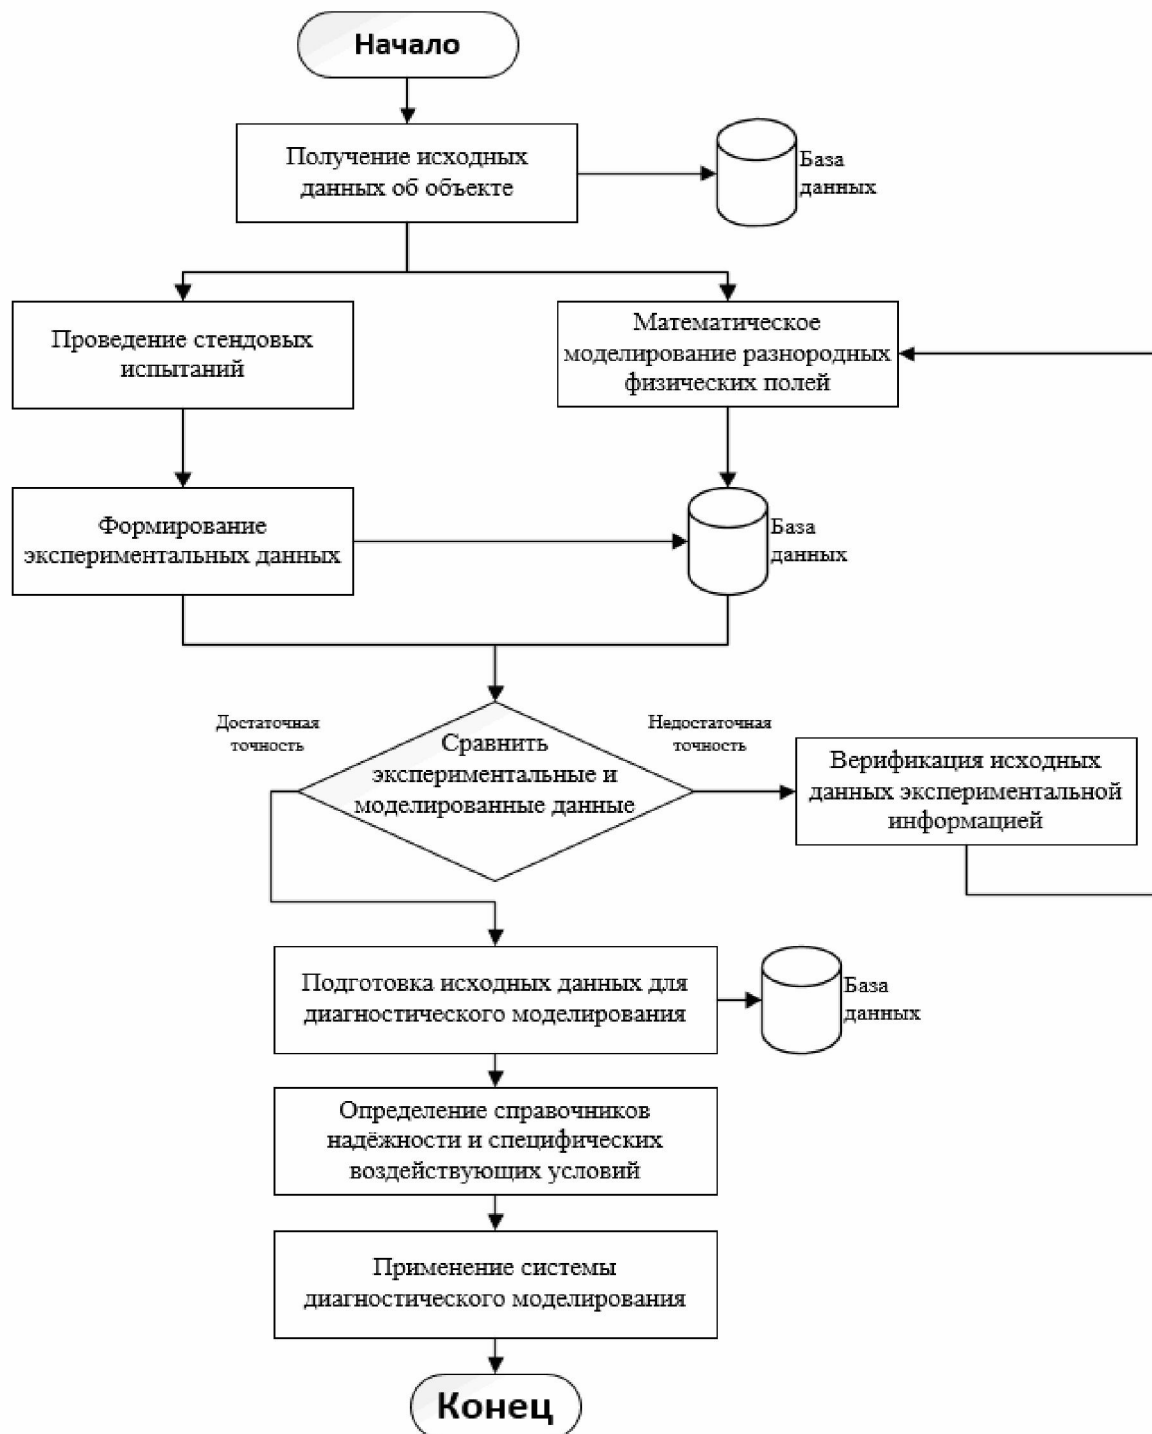 Начало
Получение исходных
данных об объекте
База
данных
Проведение стендовых
испытаний
Математическое
моделирование разнородных
физических полей
Формирование
экспериментальных данных
База
данных
Достаточная
точность
Сравнить
экспериментальные и
моделированные данные
Недостаточная
точность
Верификация исходных
данных экспериментальной
информацией
Подготовка исходных данных для
диагностического моделирования
База
данных
Определение справочников
надёжности и специфических
воздействующих условий
Применение системы
диагностического моделирования
Конец